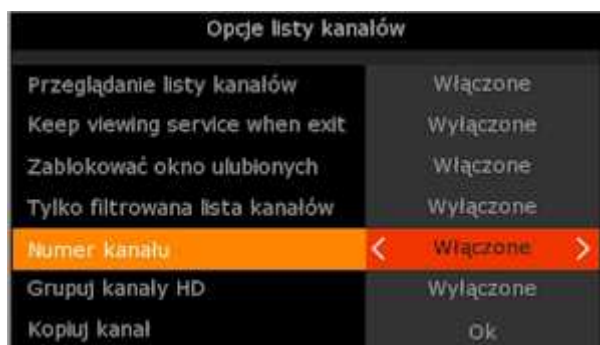 Opcje listy kanałów
Przeglądanie listy kanałów Włączone
Keep viewing service when exit Wyłączone
Zablokować okno ulubionych Włączone
Tylko filtrowana lista kanałów Wyłączone
Numer kanału < Włączone >
Grupuj kanały HD Wyłączone
Kopiuj kanał Ok